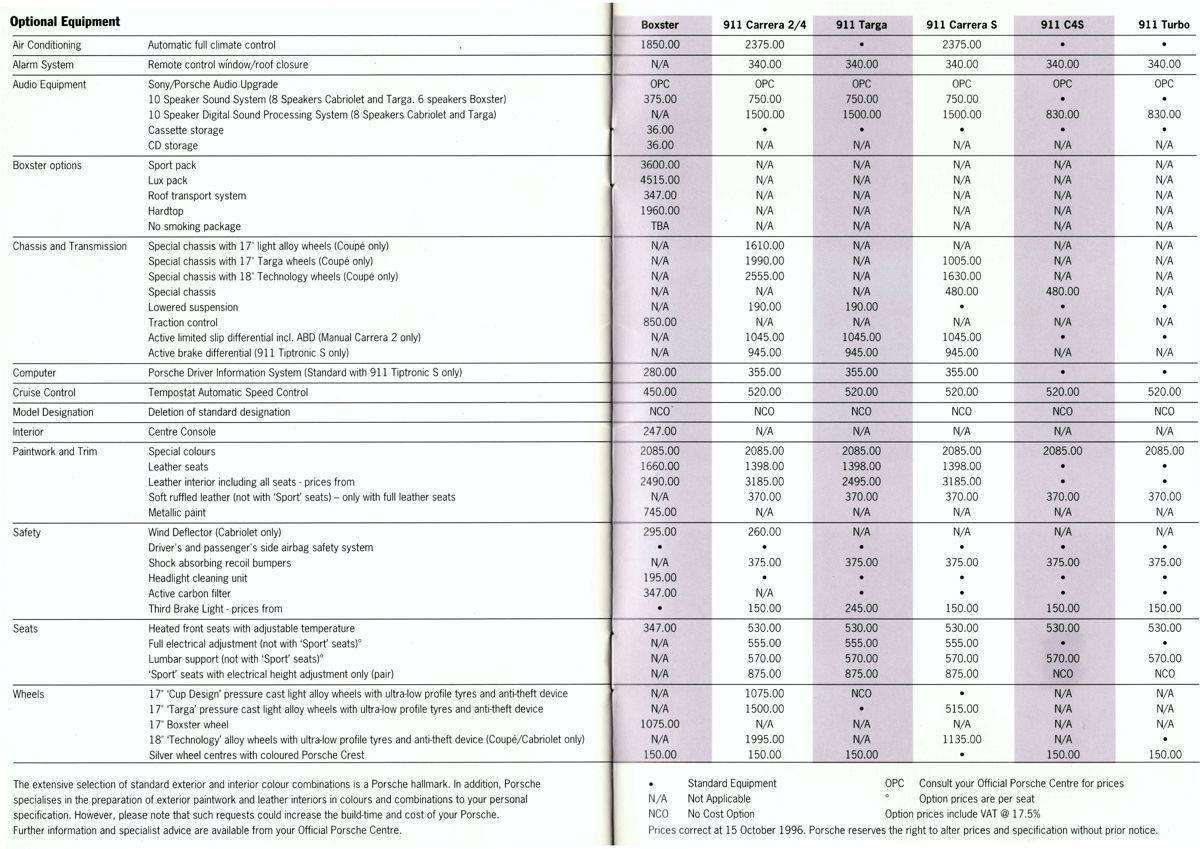 Optional Equipment Boxster 911 Carrera 2/4 911 Targa 911 Carrera S 911 C4S 911 Turbo
Air Conditioning Automatic full climate control 1850.00 2375.00 • 2375.00 • •
Alarm System Remote control window/roof closure N/A 340.00 340.00 340.00 340.00 340.00
Audio Equipment Sony/Porsche Audio Upgrade OPC OPC OPC OPC OPC OPC
10 Speaker Sound System (8 Speakers Cabriolet and Targa. 6 speakers Boxster) 375.00 750.00 750.00 750.00 • •
10 Speaker Digital Sound Processing System (8 Speakers Cabriolet and Targa) N/A 1500.00 1500.00 1500.00 830.00 830.00
Cassette storage 36.00 • • • • •
CD storage 36.00 N/A N/A N/A N/A N/A
Boxster options Sport pack 3600.00 N/A N/A N/A N/A N/A
Lux pack 4515.00 N/A N/A N/A N/A N/A
Roof transport system 347.00 N/A N/A N/A N/A N/A
Hardtop 1960.00 N/A N/A N/A N/A N/A
No smoking package TBA N/A N/A N/A N/A N/A
Chassis and Transmission Special chassis with 17" light alloy wheels (Coupé only) N/A 1610.00 N/A N/A N/A N/A
Special chassis with 17" Targa wheels (Coupé only) N/A 1990.00 N/A 1005.00 N/A N/A
Special chassis with 18" Technology wheels (Coupé only) N/A 2555.00 N/A 1630.00 N/A N/A
Special chassis N/A N/A N/A 480.00 480.00 N/A
Lowered suspension N/A 190.00 190.00 • • •
Traction control 850.00 N/A N/A N/A N/A N/A
Active limited slip differential incl. ABD (Manual Carrera 2 only) N/A 1045.00 1045.00 1045.00 • •
Active brake differential (911 Tiptronic S only) N/A 945.00 945.00 945.00 N/A N/A
Computer Porsche Driver Information System (Standard with 911 Tiptronic S only) 280.00 355.00 355.00 355.00 • •
Cruise Control Tempostat Automatic Speed Control 450.00 520.00 520.00 520.00 520.00 520.00
Model Designation Deletion of standard designation NCO NCO NCO NCO NCO NCO
Interior Centre Console 247.00 N/A N/A N/A N/A N/A
Paintwork and Trim Special colours 2085.00 2085.00 2085.00 2085.00 2085.00 2085.00
Leather seats 1660.00 1398.00 1398.00 1398.00 • •
Leather interior including all seats - prices from 2490.00 3185.00 2495.00 3185.00 • •
Soft ruffled leather (not with 'Sport' seats) – only with full leather seats N/A 370.00 370.00 370.00 370.00 370.00
Metallic paint 745.00 N/A N/A N/A N/A N/A
Safety Wind Deflector (Cabriolet only) 295.00 260.00 N/A N/A N/A N/A
Driver's and passenger's side airbag safety system • • • • • •
Shock absorbing recoil bumpers N/A 375.00 375.00 375.00 375.00 375.00
Headlight cleaning unit 195.00 • • • • •
Active carbon filter 347.00 N/A • • • •
Third Brake Light - prices from • 150.00 245.00 150.00 150.00 150.00
Seats Heated front seats with adjustable temperature 347.00 530.00 530.00 530.00 530.00 530.00
Full electrical adjustment (not with 'Sport' seats)° N/A 555.00 555.00 555.00 • •
Lumbar support (not with 'Sport' seats)° N/A 570.00 570.00 570.00 570.00 570.00
'Sport' seats with electrical height adjustment only (pair) N/A 875.00 875.00 875.00 NCO NCO
Wheels 17" 'Cup Design' pressure cast light alloy wheels with ultra-low profile tyres and anti-theft device N/A 1075.00 NCO • N/A N/A
17" 'Targa' pressure cast light alloy wheels with ultra-low profile tyres and anti-theft device N/A 1500.00 • 515.00 N/A N/A
17" Boxster wheel 1075.00 N/A N/A N/A N/A N/A
18" 'Technology' alloy wheels with ultra-low profile tyres and anti-theft device (Coupé/Cabriolet only) N/A 1995.00 N/A 1135.00 N/A •
Silver wheel centres with coloured Porsche Crest 150.00 150.00 150.00 • 150.00 150.00
The extensive selection of standard exterior and interior colour combinations is a Porsche hallmark. In addition, Porsche
specialises in the preparation of exterior paintwork and leather interiors in colours and combinations to your personal
specification. However, please note that such requests could increase the build-time and cost of your Porsche.
Further information and specialist advice are available from your Official Porsche Centre.
• Standard Equipment OPC Consult your Official Porsche Centre for prices
N/A Not Applicable ° Option prices are per seat
NCO No Cost Option Option prices include VAT @ 17.5%
Prices correct at 15 October 1996. Porsche reserves the right to alter prices and specification without prior notice.